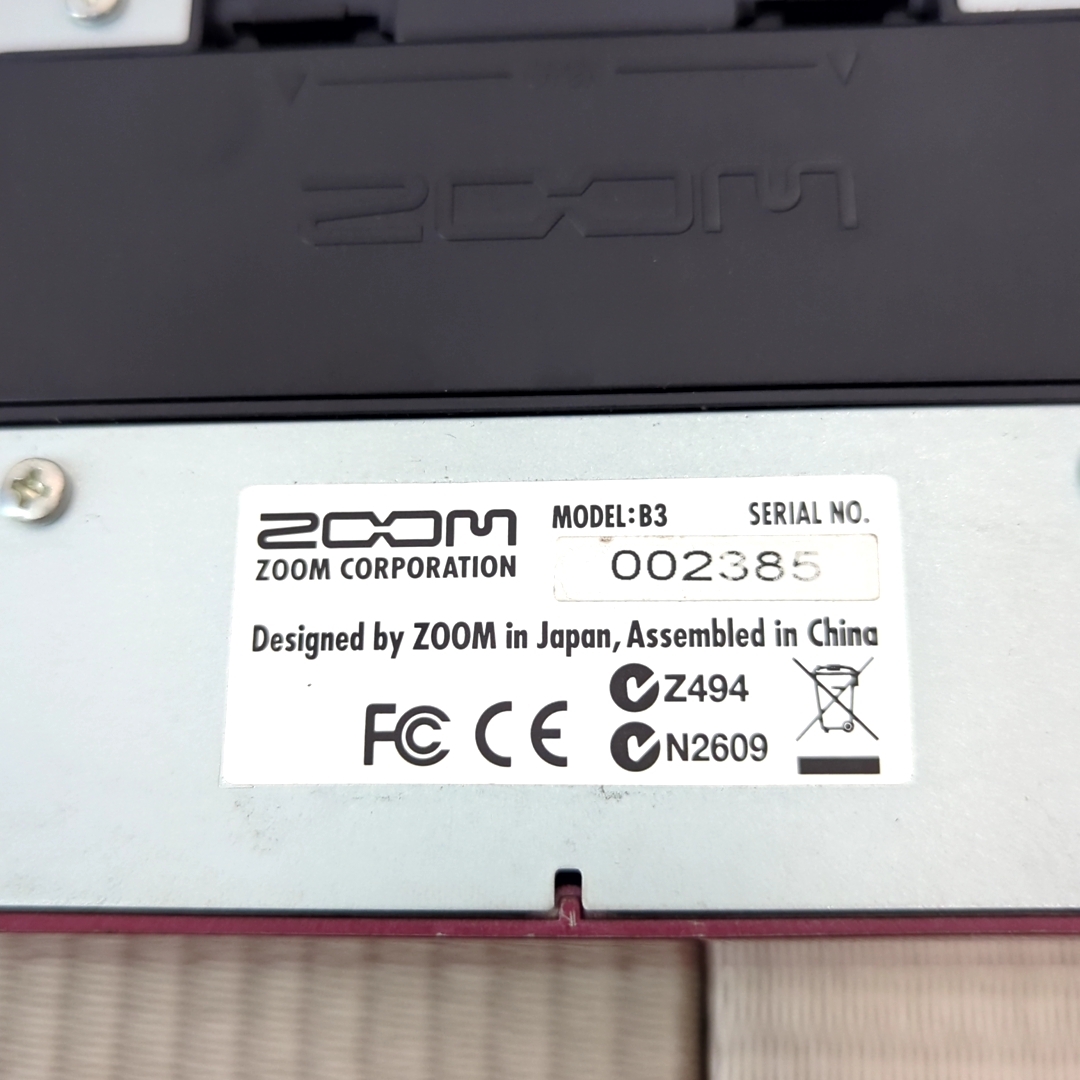 ZOOM
ZOOM MODEL:B3 SERIAL NO.
ZOOM CORPORATION 002385
Designed by ZOOM in Japan, Assembled in China
Z494
FC CE N2609